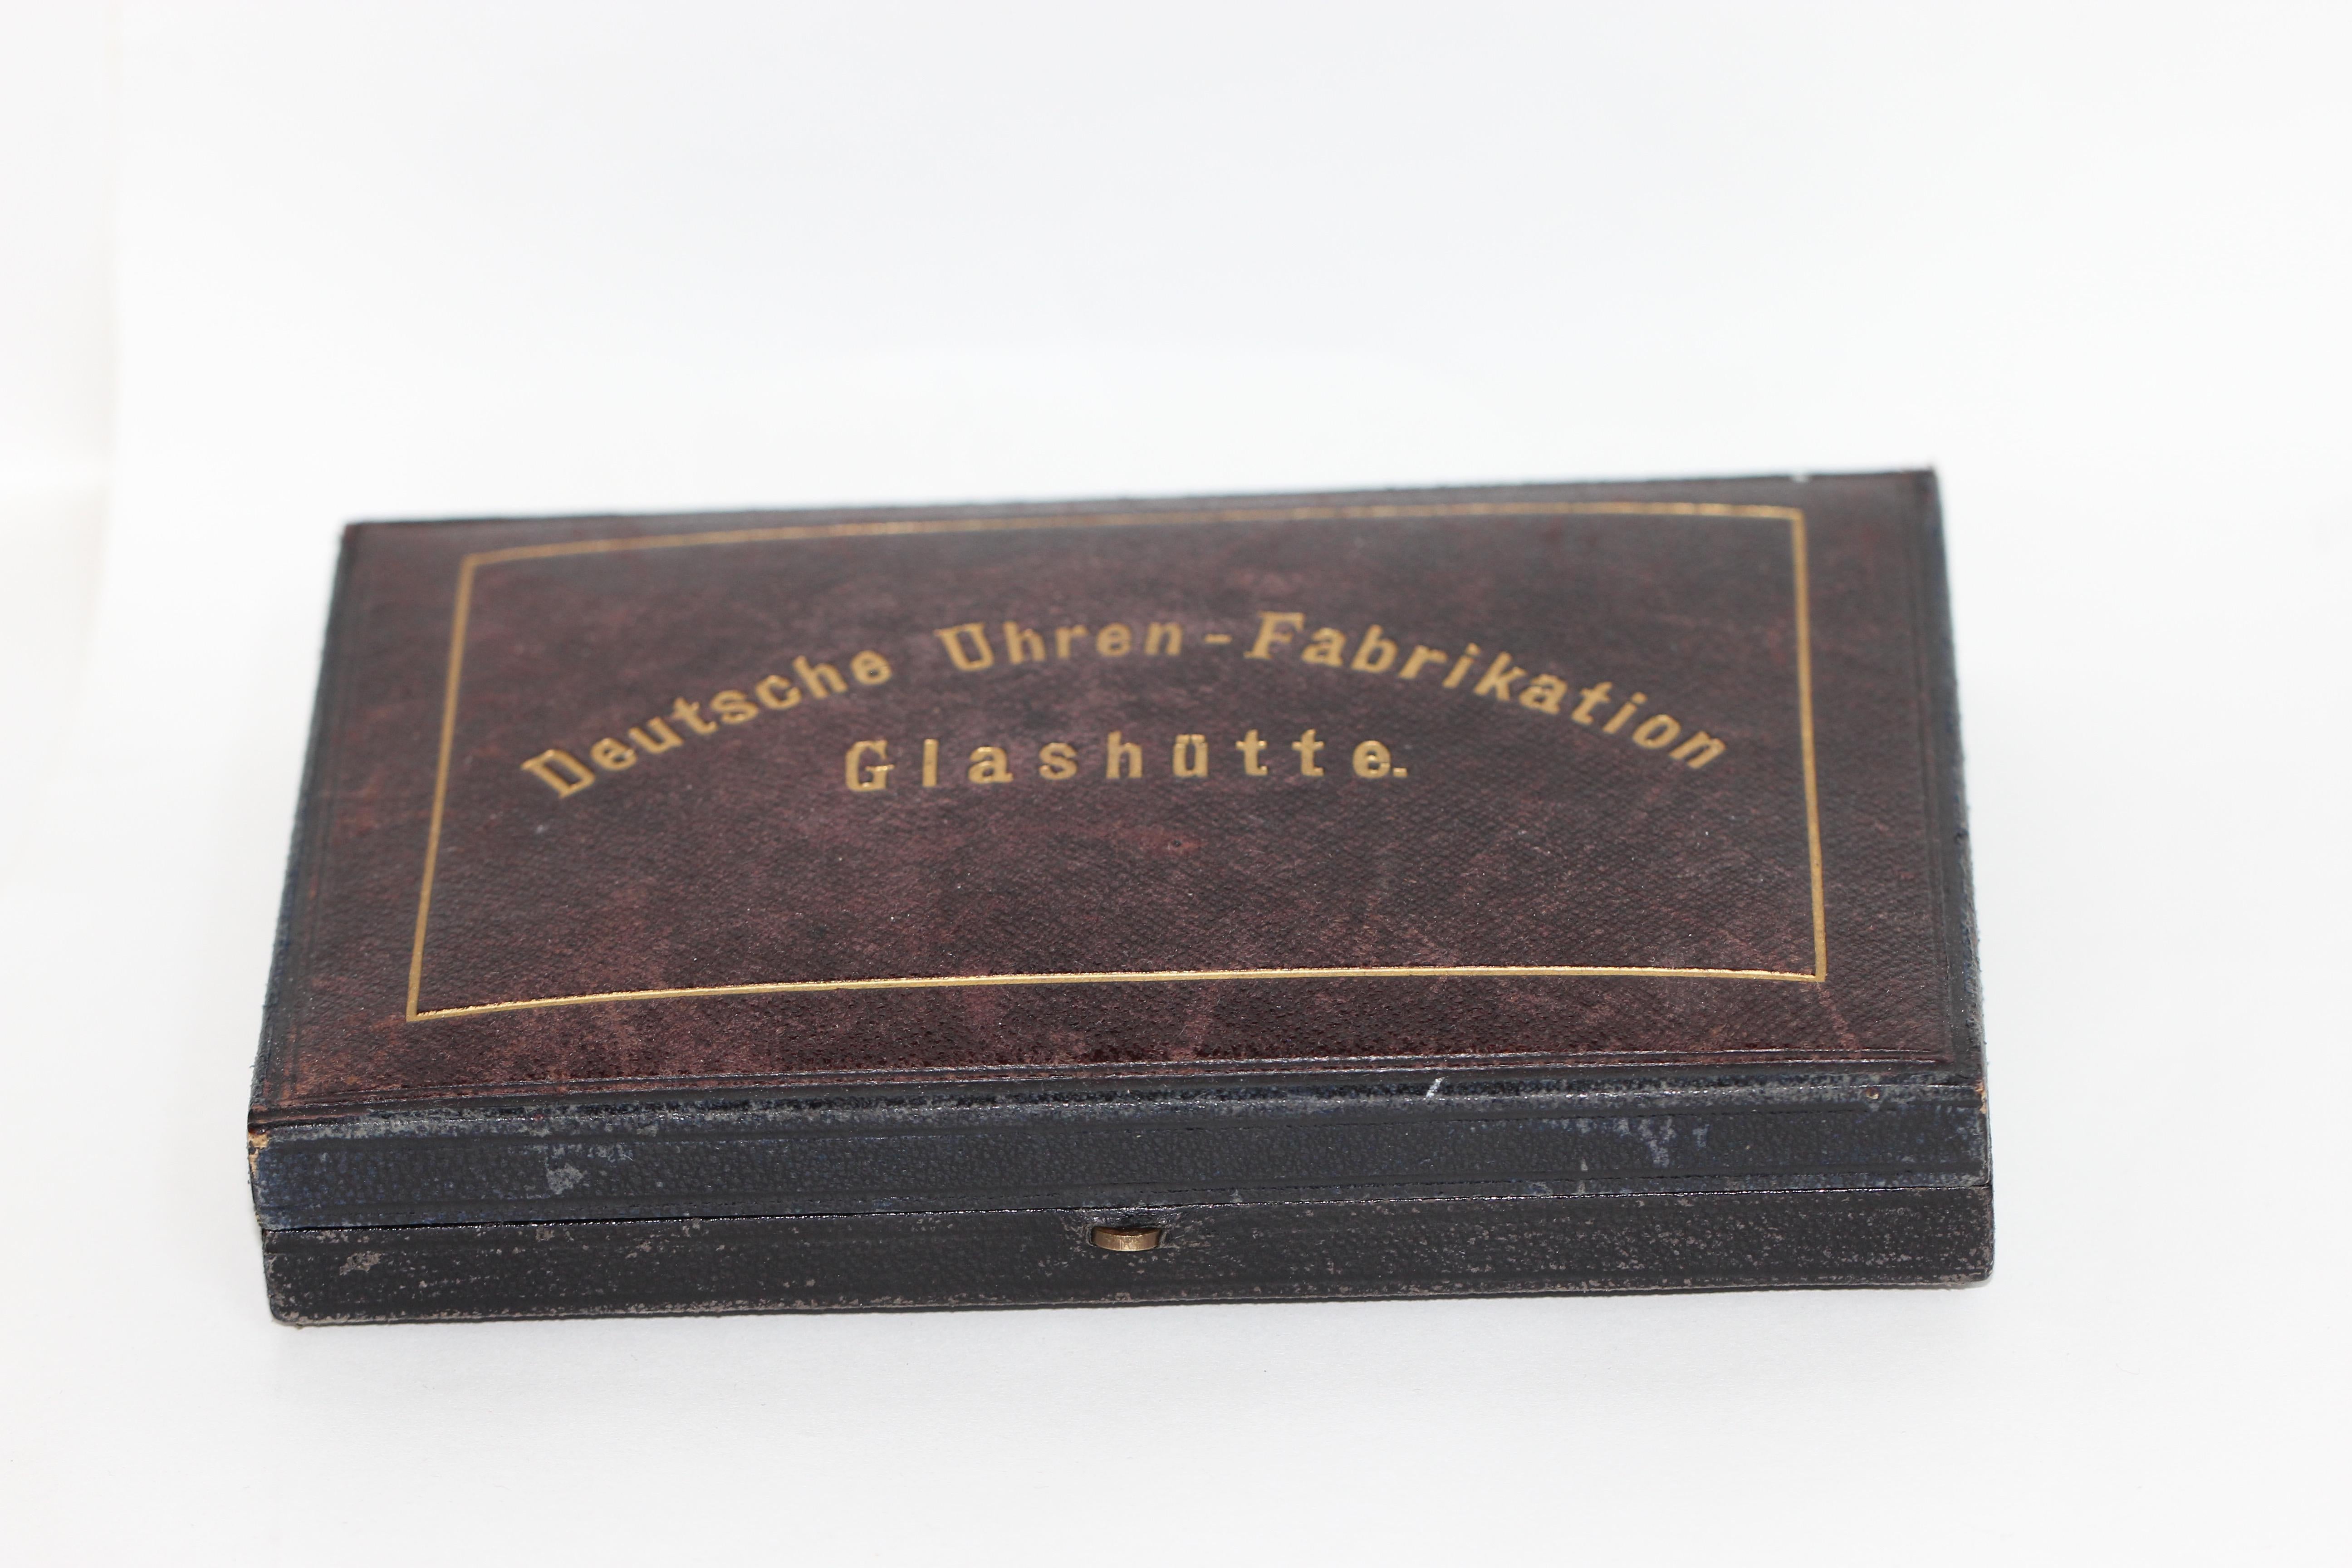 Deutsche Uhren-Fabrikation
Glashütte.